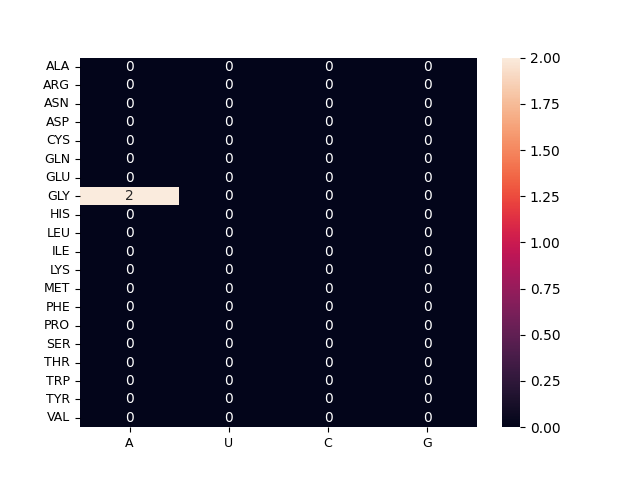 ALA 0 0 0 0
ARG 0 0 0 0
ASN 0 0 0 0
ASP 0 0 0 0
CYS 0 0 0 0
GLN 0 0 0 0
GLU 0 0 0 0
GLY 2 0 0 0
HIS 0 0 0 0
LEU 0 0 0 0
ILE 0 0 0 0
LYS 0 0 0 0
MET 0 0 0 0
PHE 0 0 0 0
PRO 0 0 0 0
SER 0 0 0 0
THR 0 0 0 0
TRP 0 0 0 0
TYR 0 0 0 0
VAL 0 0 0 0
A U C G
2.00
1.75
1.50
1.25
1.00
0.75
0.50
0.25
0.00